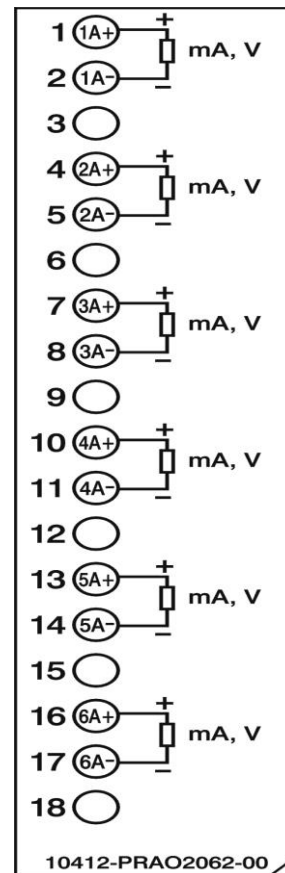 1 1A+ + mA, V
2 1A- −
3
4 2A+ + mA, V
5 2A- −
6
7 3A+ + mA, V
8 3A- −
9
10 4A+ + mA, V
11 4A- −
12
13 5A+ + mA, V
14 5A- −
15
16 6A+ + mA, V
17 6A- −
18
10412-PRAO2062-00